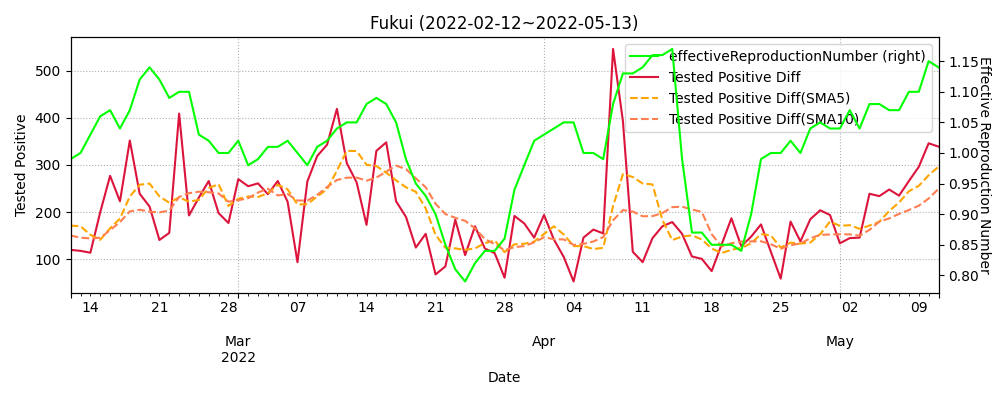 Fukui (2022-02-12~2022-05-13)
effectiveReproductionNumber (right)
Tested Positive Diff
Tested Positive Diff(SMA5)
Tested Positive Diff(SMA10)
Tested Positive
500
400
300
200
100
1.15
1.10
1.05
1.00
0.95
0.90
0.85
0.80
Effective Reproduction Number
14 21 28 07 14 21 28 04 11 18 25 02 09
Mar Apr May
2022
Date